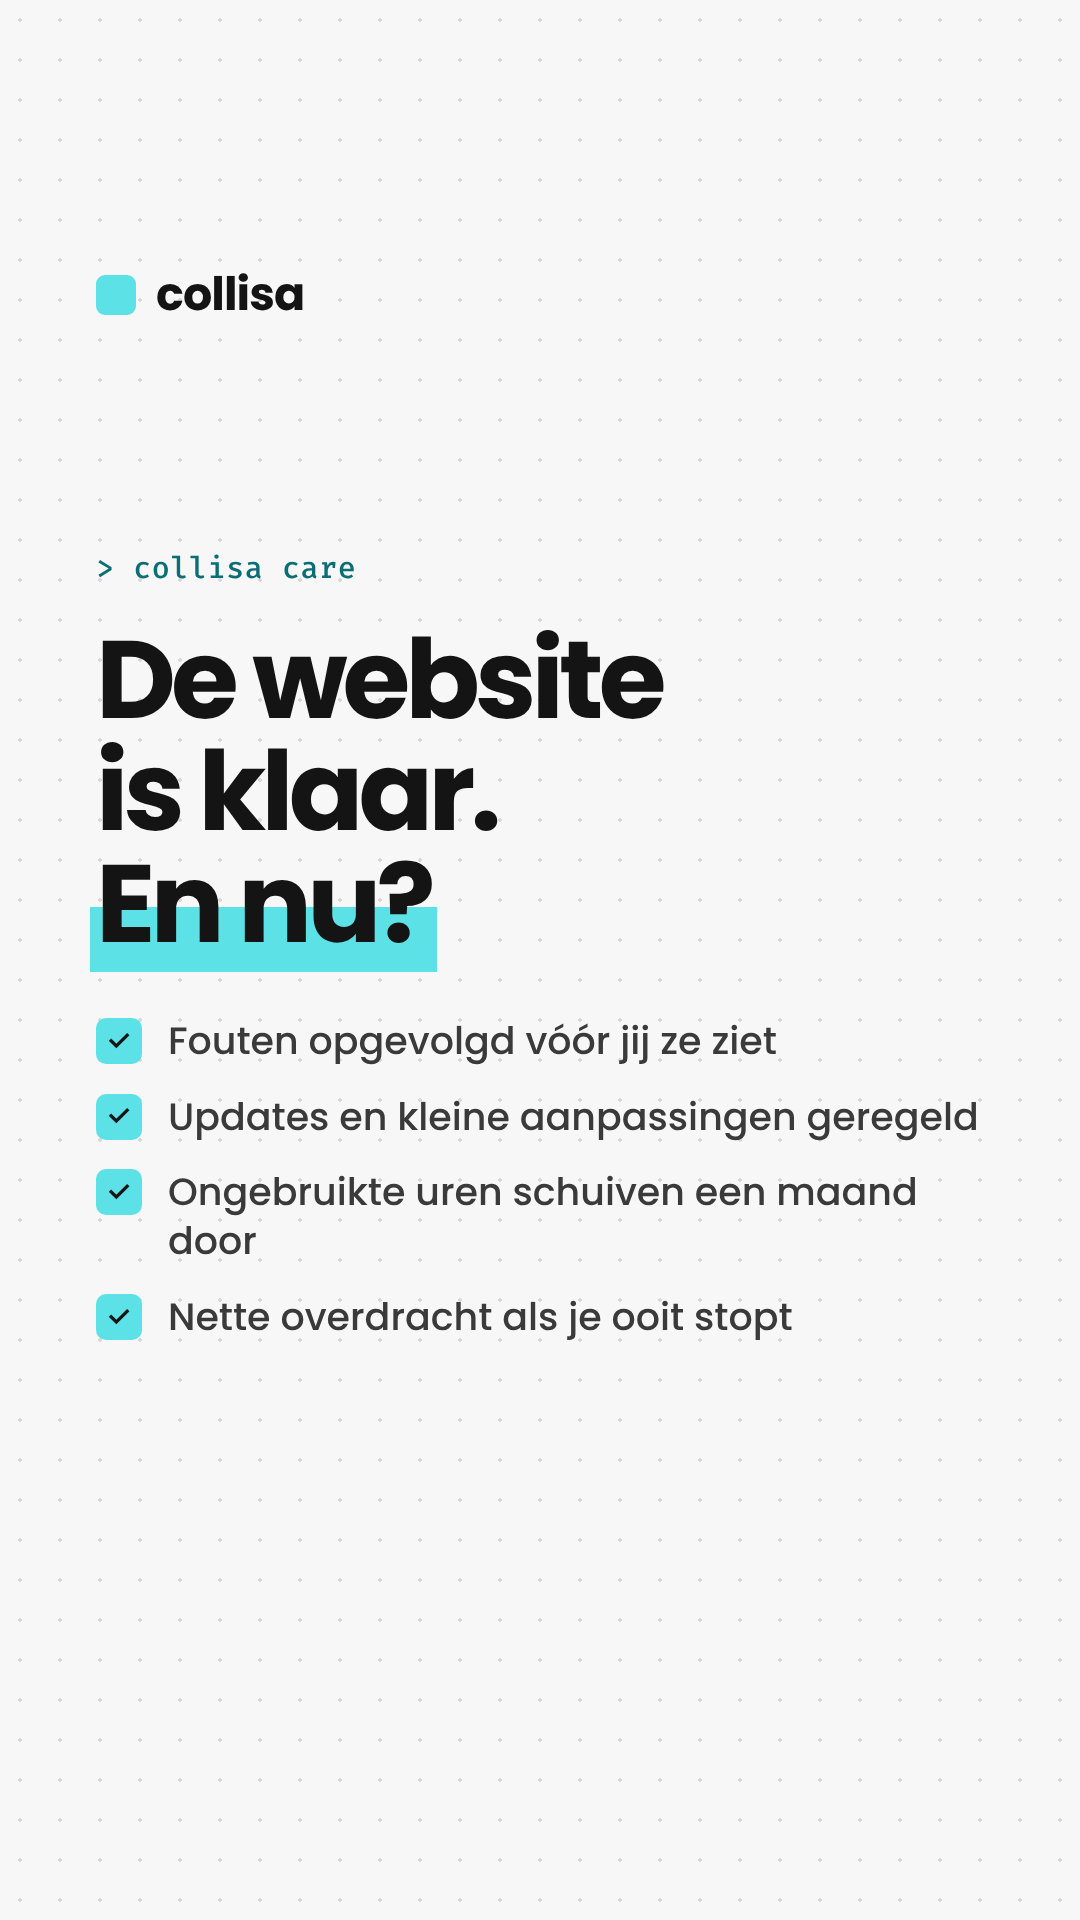 collisa
> collisa care
De website
is klaar.
En nu?
Fouten opgevolgd vóór jij ze ziet
Updates en kleine aanpassingen geregeld
Ongebruikte uren schuiven een maand
door
Nette overdracht als je ooit stopt